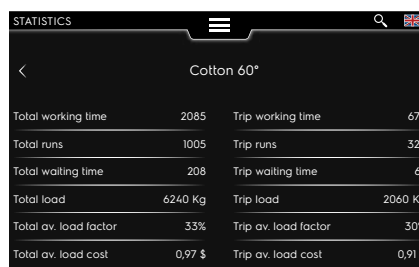 STATISTICS
Cotton 60°
Total working time 2085 Trip working time 67
Total runs 1005 Trip runs 32
Total waiting time 208 Trip waiting time
Total load 6240 Kg Trip load 2060 K
Total av. load factor 33% Trip av. load factor 30
Total av. load cost 0,97 $ Trip av. load cost 0,91